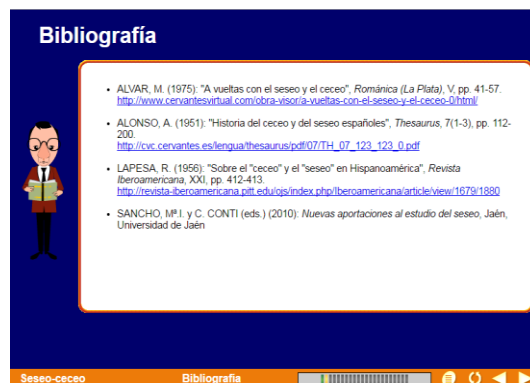 Bibliografía
• ALVAR, M. (1975): "A vueltas con el seseo y el ceceo", Románica (La Plata), V, pp. 41-57.
http://www.cervantesvirtual.com/obra-visor/a-vueltas-con-el-seseo-y-el-ceceo-0/html/
• ALONSO, A. (1951): "Historia del ceceo y del seseo españoles", Thesaurus, 7(1-3), pp. 112-
200.
http://cvc.cervantes.es/lengua/thesaurus/pdf/07/TH_07_123_123_0.pdf
• LAPESA, R. (1956): "Sobre el "ceceo" y el "seseo" en Hispanoamérica", Revista
Iberoamericana, XXI, pp. 412-413.
http://revista-iberoamericana.pitt.edu/ojs/index.php/Iberoamericana/article/view/1679/1880
• SANCHO, Mª.I. y C. CONTI (eds.) (2010): Nuevas aportaciones al estudio del seseo, Jaén,
Universidad de Jaén
Seseo-ceceo Bibliografía